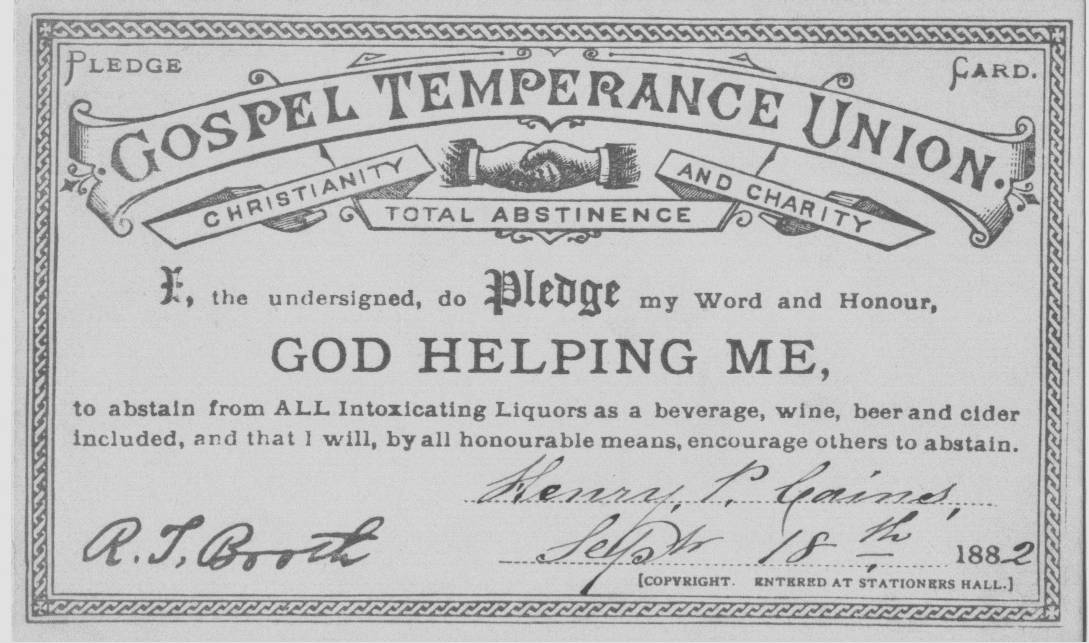 PLEDGE CARD.
GOSPEL TEMPERANCE UNION.
CHRISTIANITY AND CHARITY
TOTAL ABSTINENCE
I, the undersigned, do Pledge my Word and Honour,
GOD HELPING ME,
to abstain from ALL Intoxicating Liquors as a beverage, wine, beer and cider
included, and that I will, by all honourable means, encourage others to abstain.
Henry P. Cains,
R. T. Booth
Septr 18th 1882
[COPYRIGHT. ENTERED AT STATIONERS HALL.]